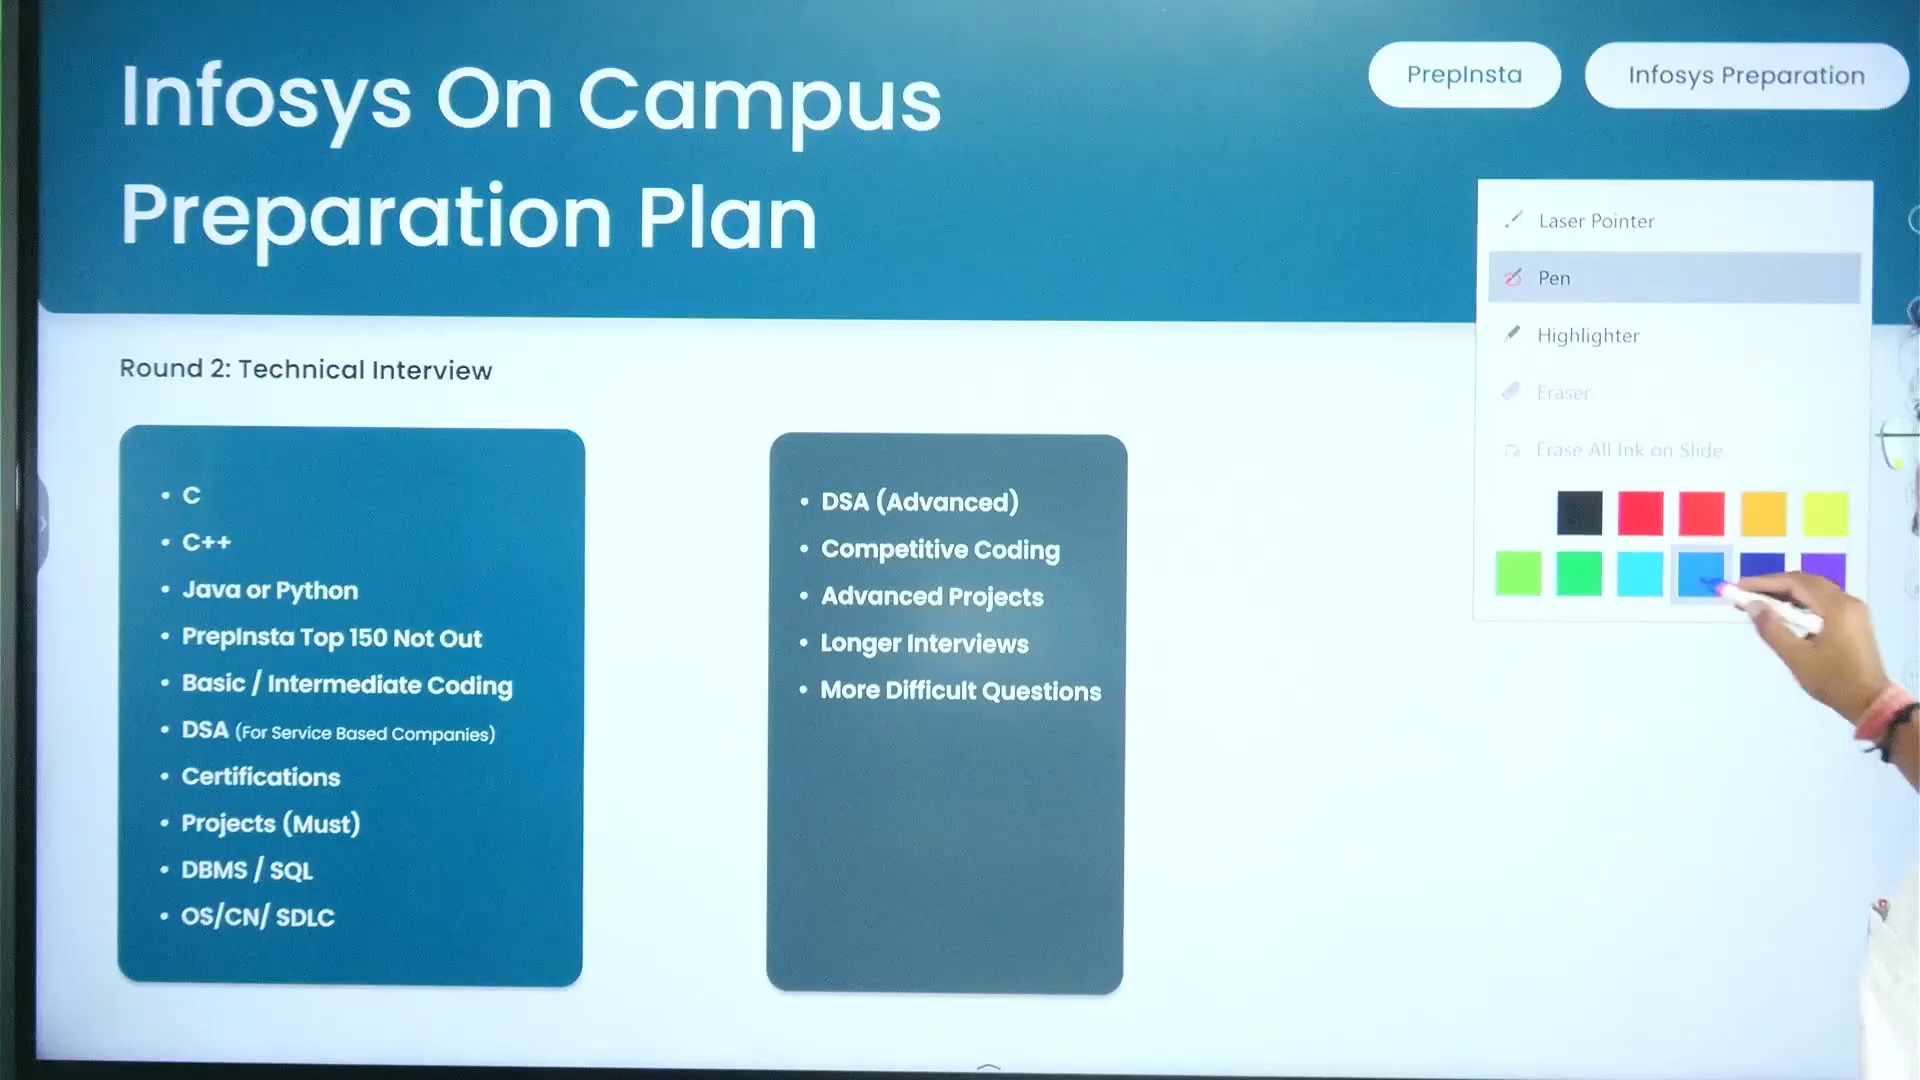 Infosys On Campus
Preparation Plan
PrepInsta
Infosys Preparation
Laser Pointer
Pen
Highlighter
Eraser
Erase All Ink on Slide
Round 2: Technical Interview
• C
• C++
• Java or Python
• PrepInsta Top 150 Not Out
• Basic / Intermediate Coding
• DSA (For Service Based Companies)
• Certifications
• Projects (Must)
• DBMS / SQL
• OS/CN/ SDLC
• DSA (Advanced)
• Competitive Coding
• Advanced Projects
• Longer Interviews
• More Difficult Questions